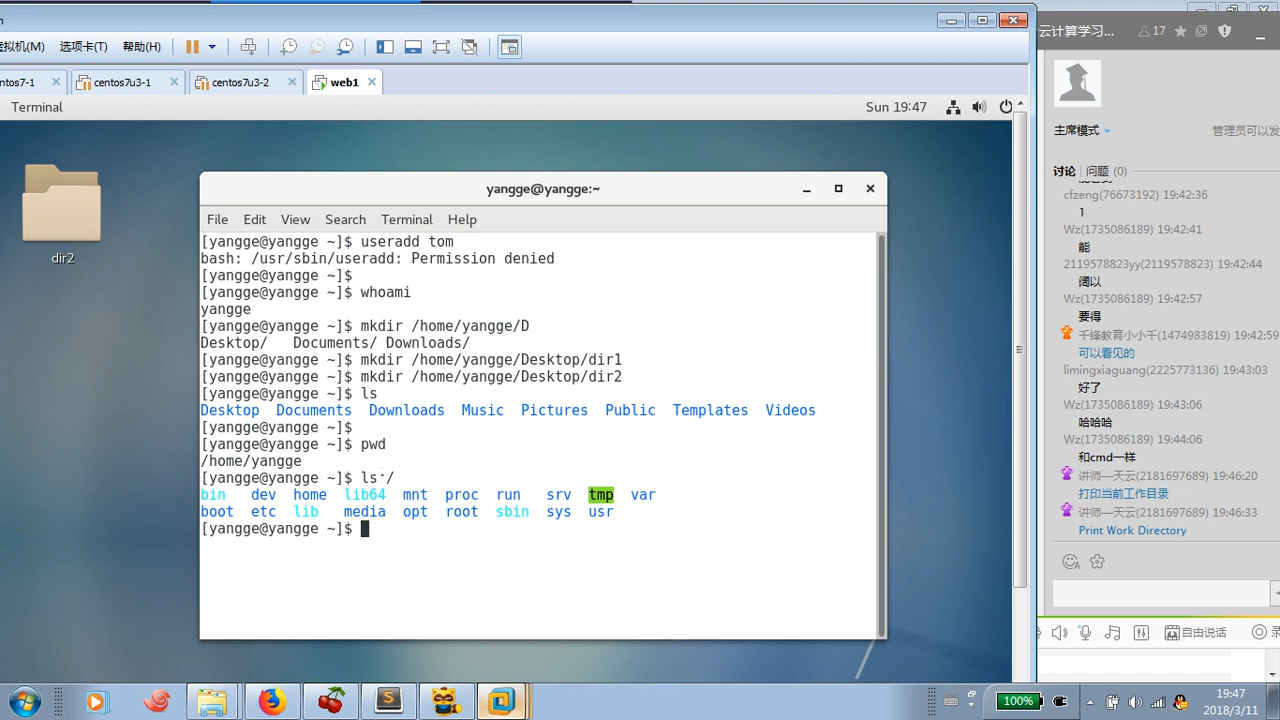 云计算学习...
17
虚拟机(M) 选项卡(T) 帮助(H)
entos7-1
centos7u3-1
centos7u3-2
web1
Terminal
Sun 19:47
dir2
yangge@yangge:~
File Edit View Search Terminal Help
[yangge@yangge ~]$ useradd tom
bash: /usr/sbin/useradd: Permission denied
[yangge@yangge ~]$
[yangge@yangge ~]$ whoami
yangge
[yangge@yangge ~]$ mkdir /home/yangge/D
Desktop/ Documents/ Downloads/
[yangge@yangge ~]$ mkdir /home/yangge/Desktop/dir1
[yangge@yangge ~]$ mkdir /home/yangge/Desktop/dir2
[yangge@yangge ~]$ ls
Desktop Documents Downloads Music Pictures Public Templates Videos
[yangge@yangge ~]$
[yangge@yangge ~]$ pwd
/home/yangge
[yangge@yangge ~]$ ls /
bin dev home lib64 mnt proc run srv tmp var
boot etc lib media opt root sbin sys usr
[yangge@yangge ~]$
主席模式
管理员可以发
讨论 | 问题 (0)
cfzeng(76673192) 19:42:36
1
Wz(1735086189) 19:42:41
能
2119578823yy(2119578823) 19:42:44
阔以
Wz(1735086189) 19:42:57
要得
千锋教育小小千(1474983819) 19:42:59
可以看见的
limingxiaguang(2225773136) 19:43:03
好了
Wz(1735086189) 19:43:06
哈哈哈
Wz(1735086189) 19:44:06
和cmd一样
讲师—天云(2181697689) 19:46:20
打印当前工作目录
讲师—天云(2181697689) 19:46:33
Print Work Directory
自由说话
100%
19:47
2018/3/11